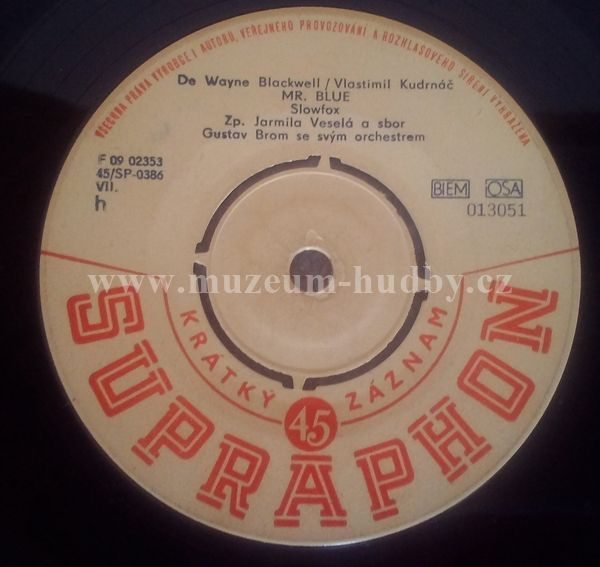 VŠECHNA PRÁVA VÝROBCE I AUTORŮ, VEŘEJNÉHO PROVOZOVÁNÍ A ROZHLASOVÉHO ŠÍŘENÍ VYHRAZENA
De Wayne Blackwell / Vlastimil Kudrnáč
MR. BLUE
Slowfox
Zp. Jarmila Veselá a sbor
Gustav Brom se svým orchestrem
F 09 02353
45/SP-0386
VII.
h
BIEM OSA
013051
www.muzeum-hudby.cz
KRÁTKÝ 45 ZÁZNAM
SUPRAPHON